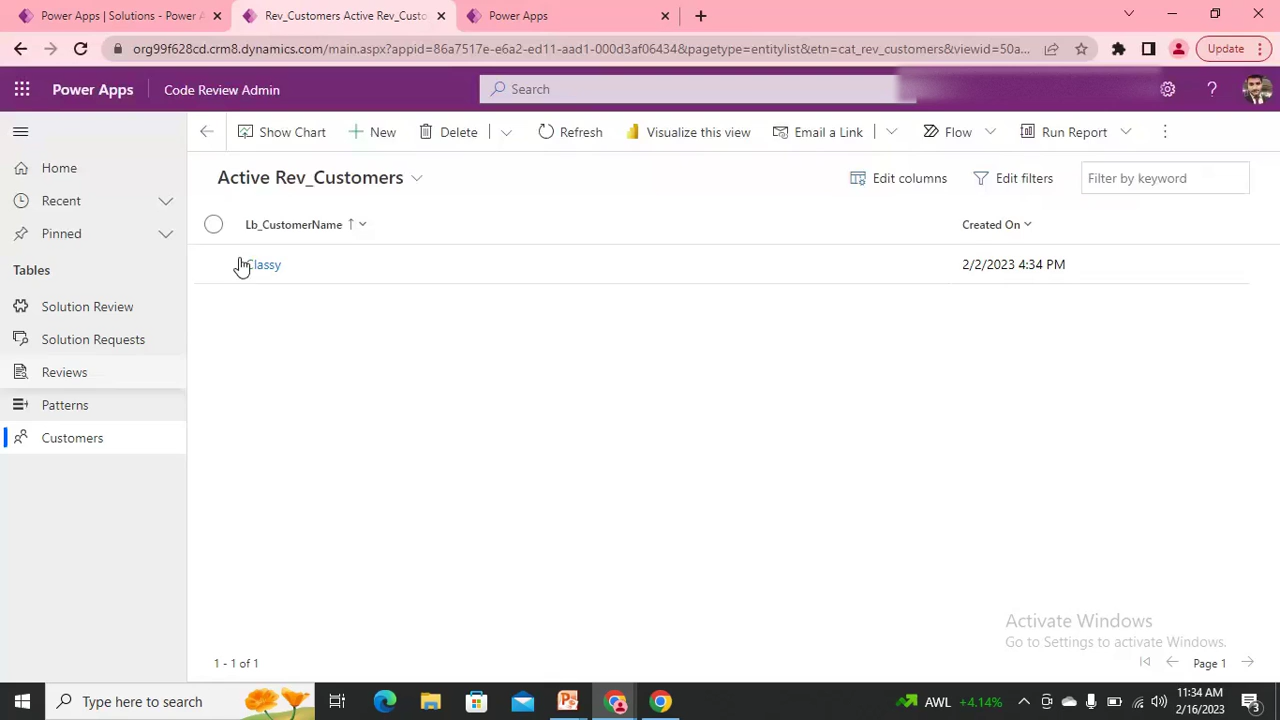 Power Apps | Solutions - Power A
Rev_Customers Active Rev_Custo
Power Apps
org99f628cd.crm8.dynamics.com/main.aspx?appid=86a7517e-e6a2-ed11-aad1-000d3af06434&pagetype=entitylist&etn=cat_rev_customers&viewid=50a...
Update
Power Apps
Code Review Admin
Search
Show Chart
New
Delete
Refresh
Visualize this view
Email a Link
Flow
Run Report
Active Rev_Customers
Edit columns
Edit filters
Filter by keyword
Lb_CustomerName
Created On
Classy
2/2/2023 4:34 PM
Home
Recent
Pinned
Tables
Solution Review
Solution Requests
Reviews
Patterns
Customers
Activate Windows
Go to Settings to activate Windows.
1 - 1 of 1
Page 1
Type here to search
AWL +4.14%
11:34 AM
2/16/2023
3